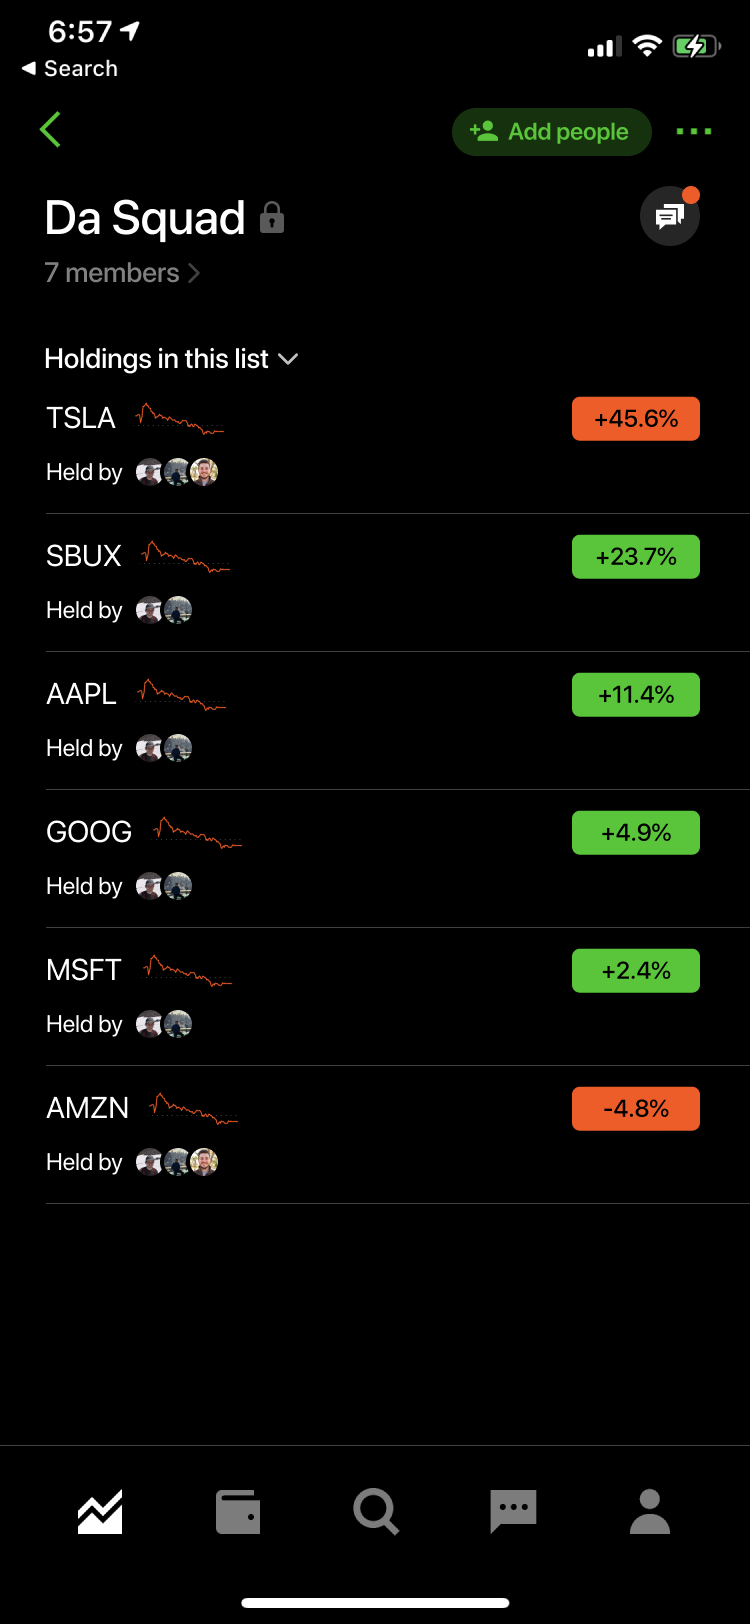 6:57
Search
Add people
Da Squad
7 members
Holdings in this list
TSLA
+45.6%
Held by
SBUX
+23.7%
Held by
AAPL
+11.4%
Held by
GOOG
+4.9%
Held by
MSFT
+2.4%
Held by
AMZN
-4.8%
Held by